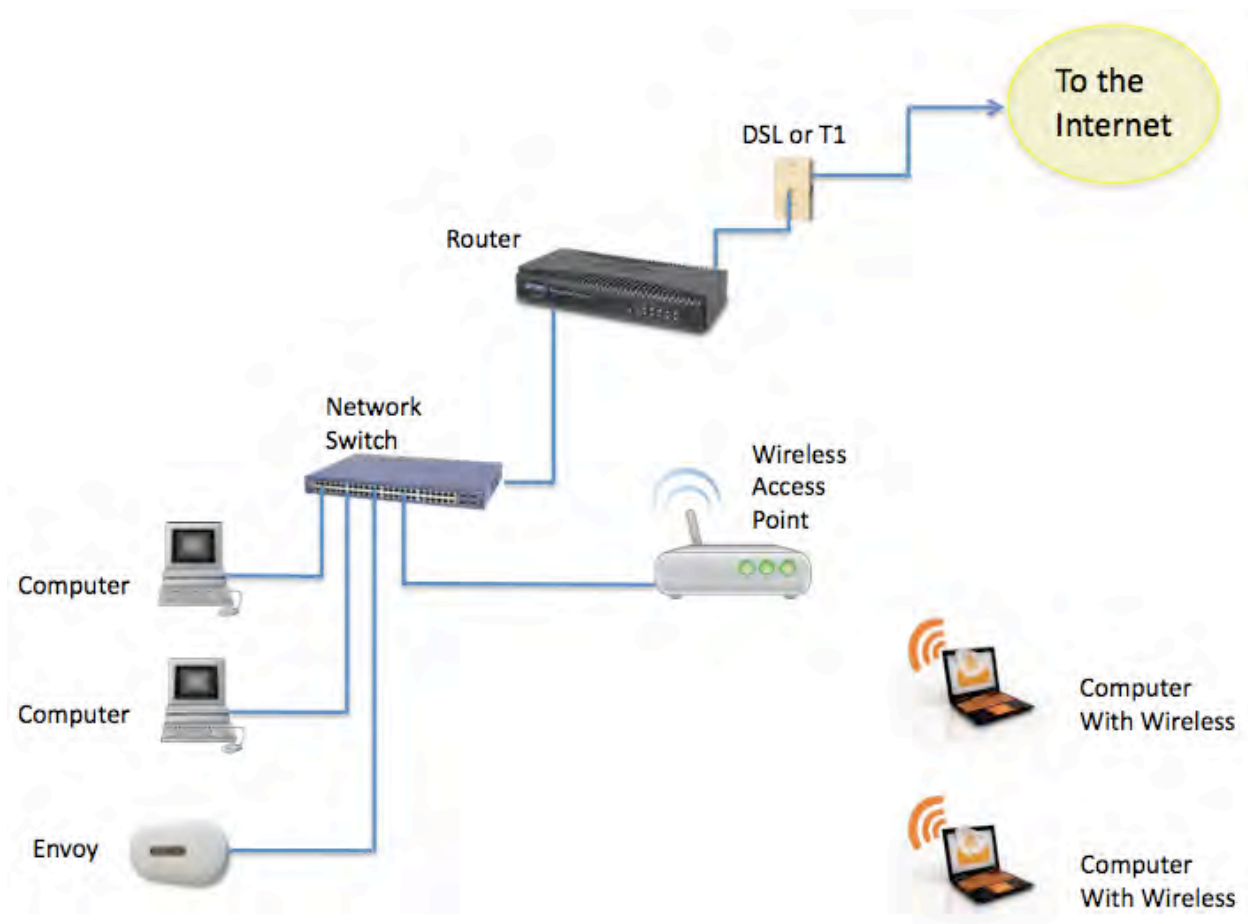 To the
Internet
DSL or T1
Router
Network
Switch
Wireless
Access
Point
Computer
Computer
Computer
With Wireless
Envoy
Computer
With Wireless